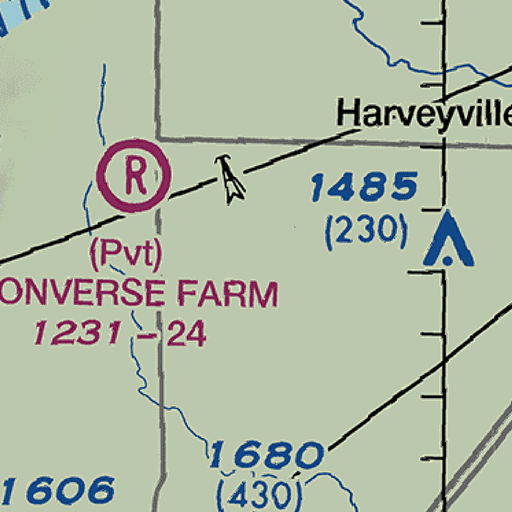 Harveyville
R
1485
(230)
(Pvt)
ONVERSE FARM
1231 - 24
1680
(430)
1606